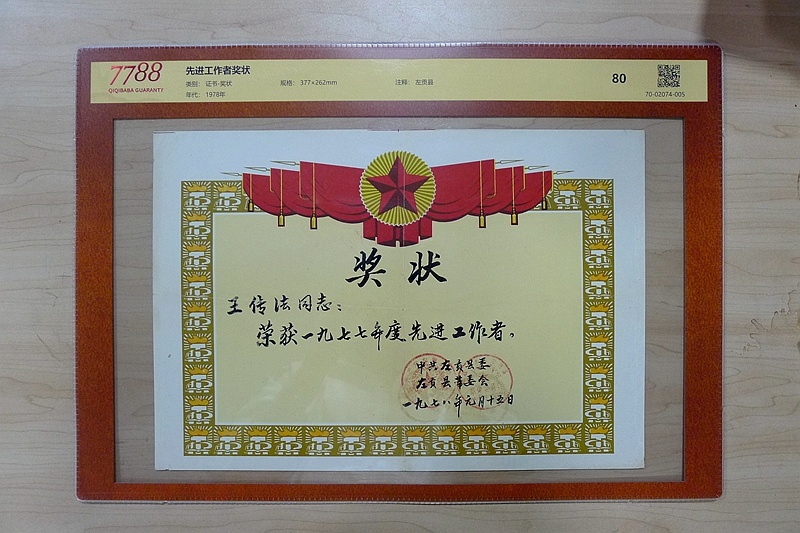 7788
QIQIBABA GUARANTY
先进工作者奖状
类别： 证书-奖状
规格： 377×262mm
注释： 左贡县
年代： 1978年
80
70-02074-005
奖状
王传法同志：
荣获一九七七年度先进工作者。
中共左贡县委
左贡县革委会
一九七八年元月十五日